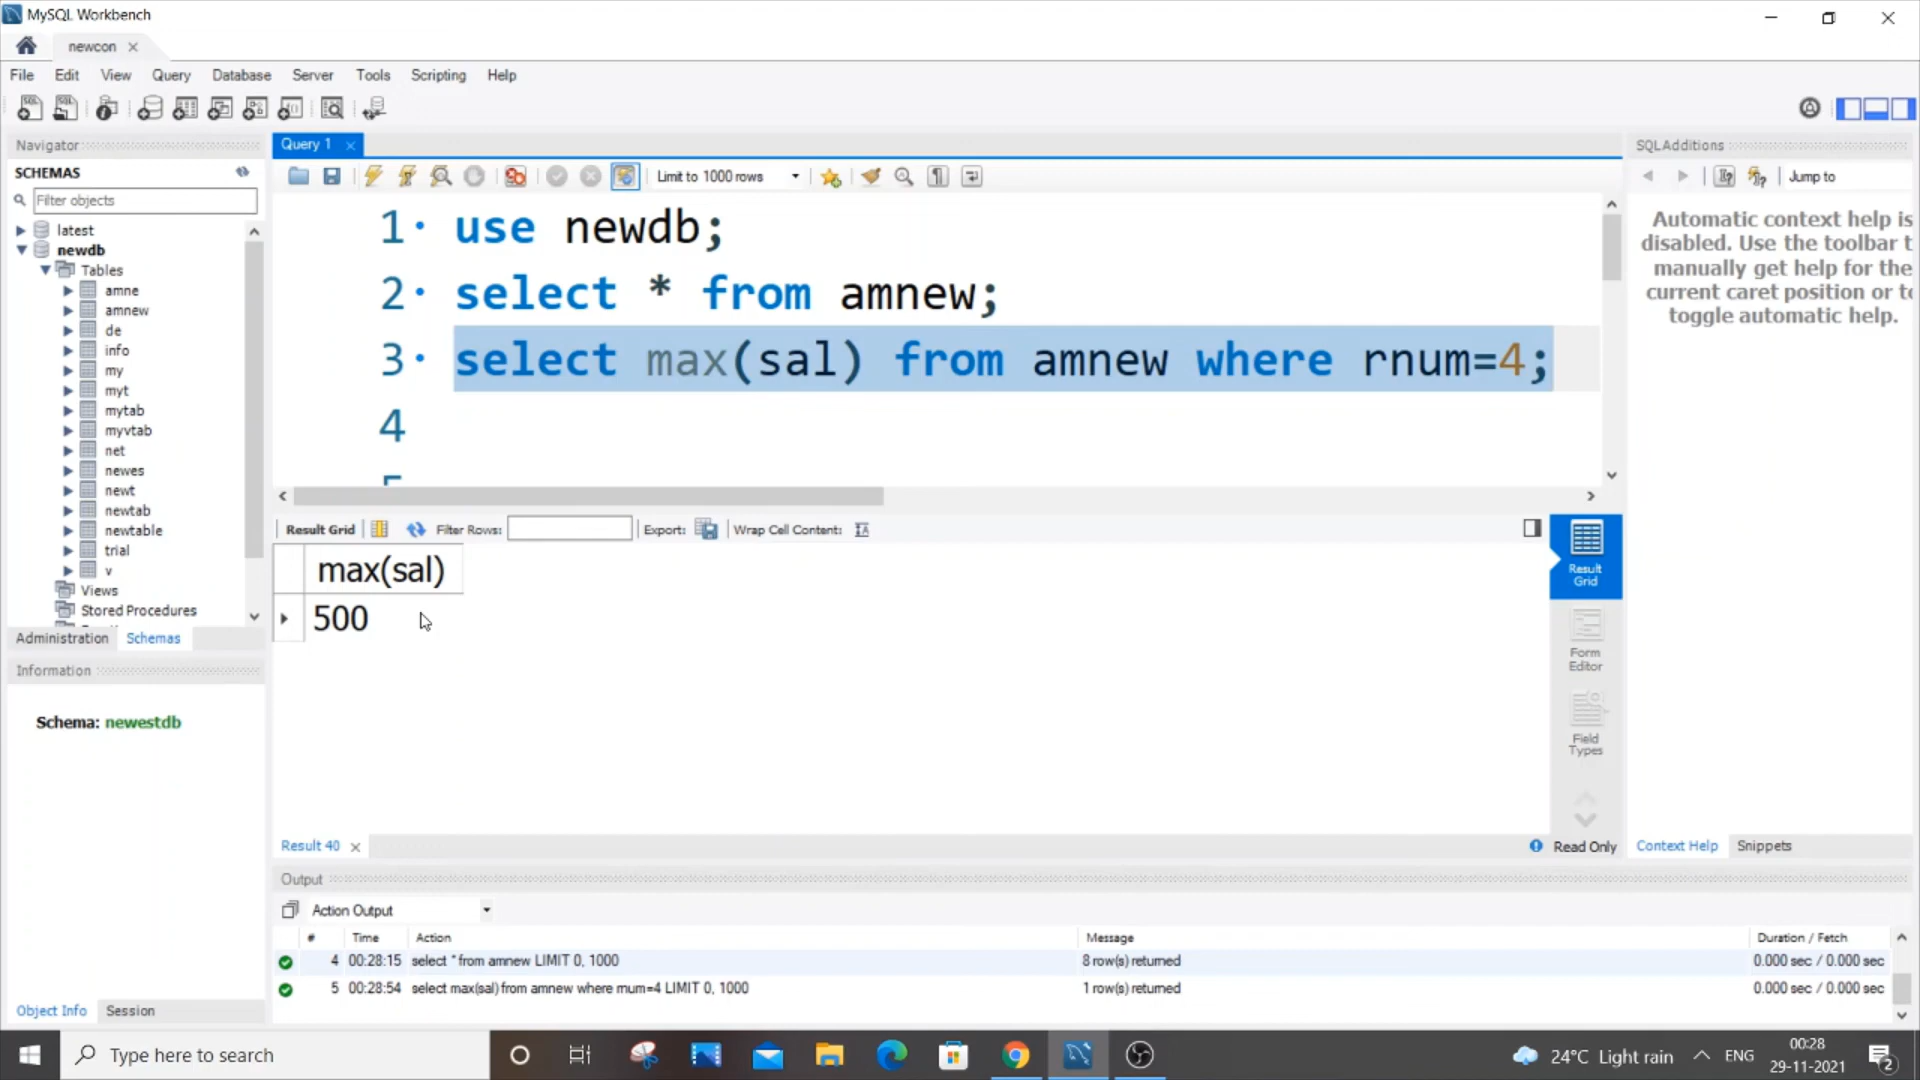 MySQL Workbench
newcon
File Edit View Query Database Server Tools Scripting Help
Navigator
SCHEMAS
Filter objects
latest
newdb
Tables
amne
amnew
de
info
my
myt
mytab
myvtab
net
newes
newt
newtab
newtable
trial
v
Views
Stored Procedures
Administration Schemas
Information
Schema: newestdb
Object Info Session
Query 1
Limit to 1000 rows
1 use newdb;
2 select * from amnew;
3 select max(sal) from amnew where rnum=4;
4
Result Grid Filter Rows: Export: Wrap Cell Content:
max(sal)
500
Result Grid
Form Editor
Field Types
Result 40
Read Only
SQLAdditions
Jump to
Automatic context help is
disabled. Use the toolbar t
manually get help for the
current caret position or to
toggle automatic help.
Context Help Snippets
Output
Action Output
# Time Action Message Duration / Fetch
4 00:28:15 select * from amnew LIMIT 0, 1000 8 row(s) returned 0.000 sec / 0.000 sec
5 00:28:54 select max(sal) from amnew where rnum=4 LIMIT 0, 1000 1 row(s) returned 0.000 sec / 0.000 sec
Type here to search
24°C Light rain ENG
00:28
29-11-2021
2